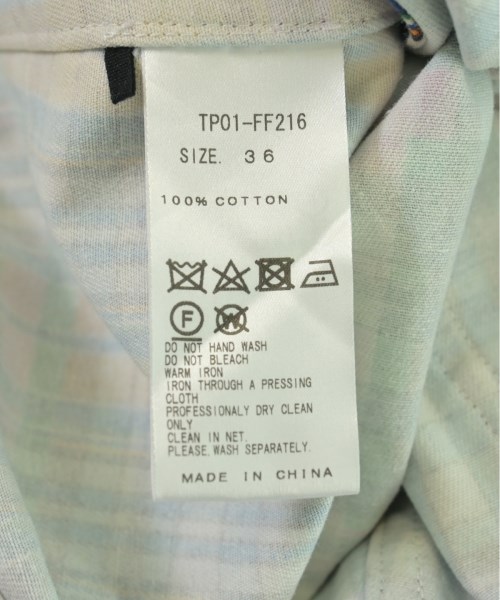 TP01-FF216
SIZE. 36
100% COTTON
F W
DO NOT HAND WASH
DO NOT BLEACH
WARM IRON
IRON THROUGH A PRESSING
CLOTH
PROFESSIONALY DRY CLEAN
ONLY
CLEAN IN NET.
PLEASE.WASH SEPARATELY.
MADE IN CHINA